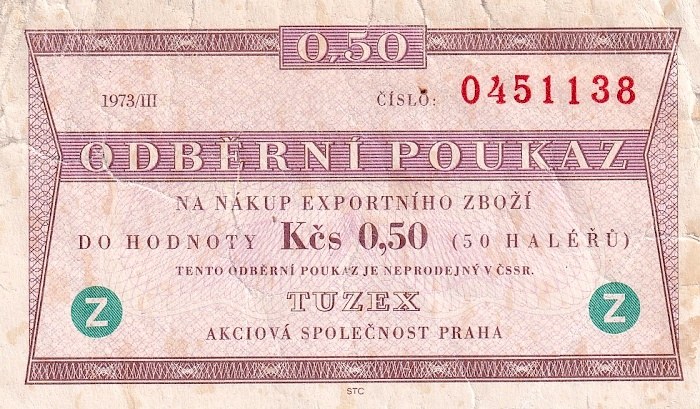 0,50
1973/III ČÍSLO: 0451138
ODBĚRNÍ POUKAZ
NA NÁKUP EXPORTNÍHO ZBOŽÍ
DO HODNOTY Kčs 0,50 (50 HALÉŘŮ)
TENTO ODBĚRNÍ POUKAZ JE NEPRODEJNÝ V ČSSR.
TUZEX
Z Z
AKCIOVÁ SPOLEČNOST PRAHA
STC